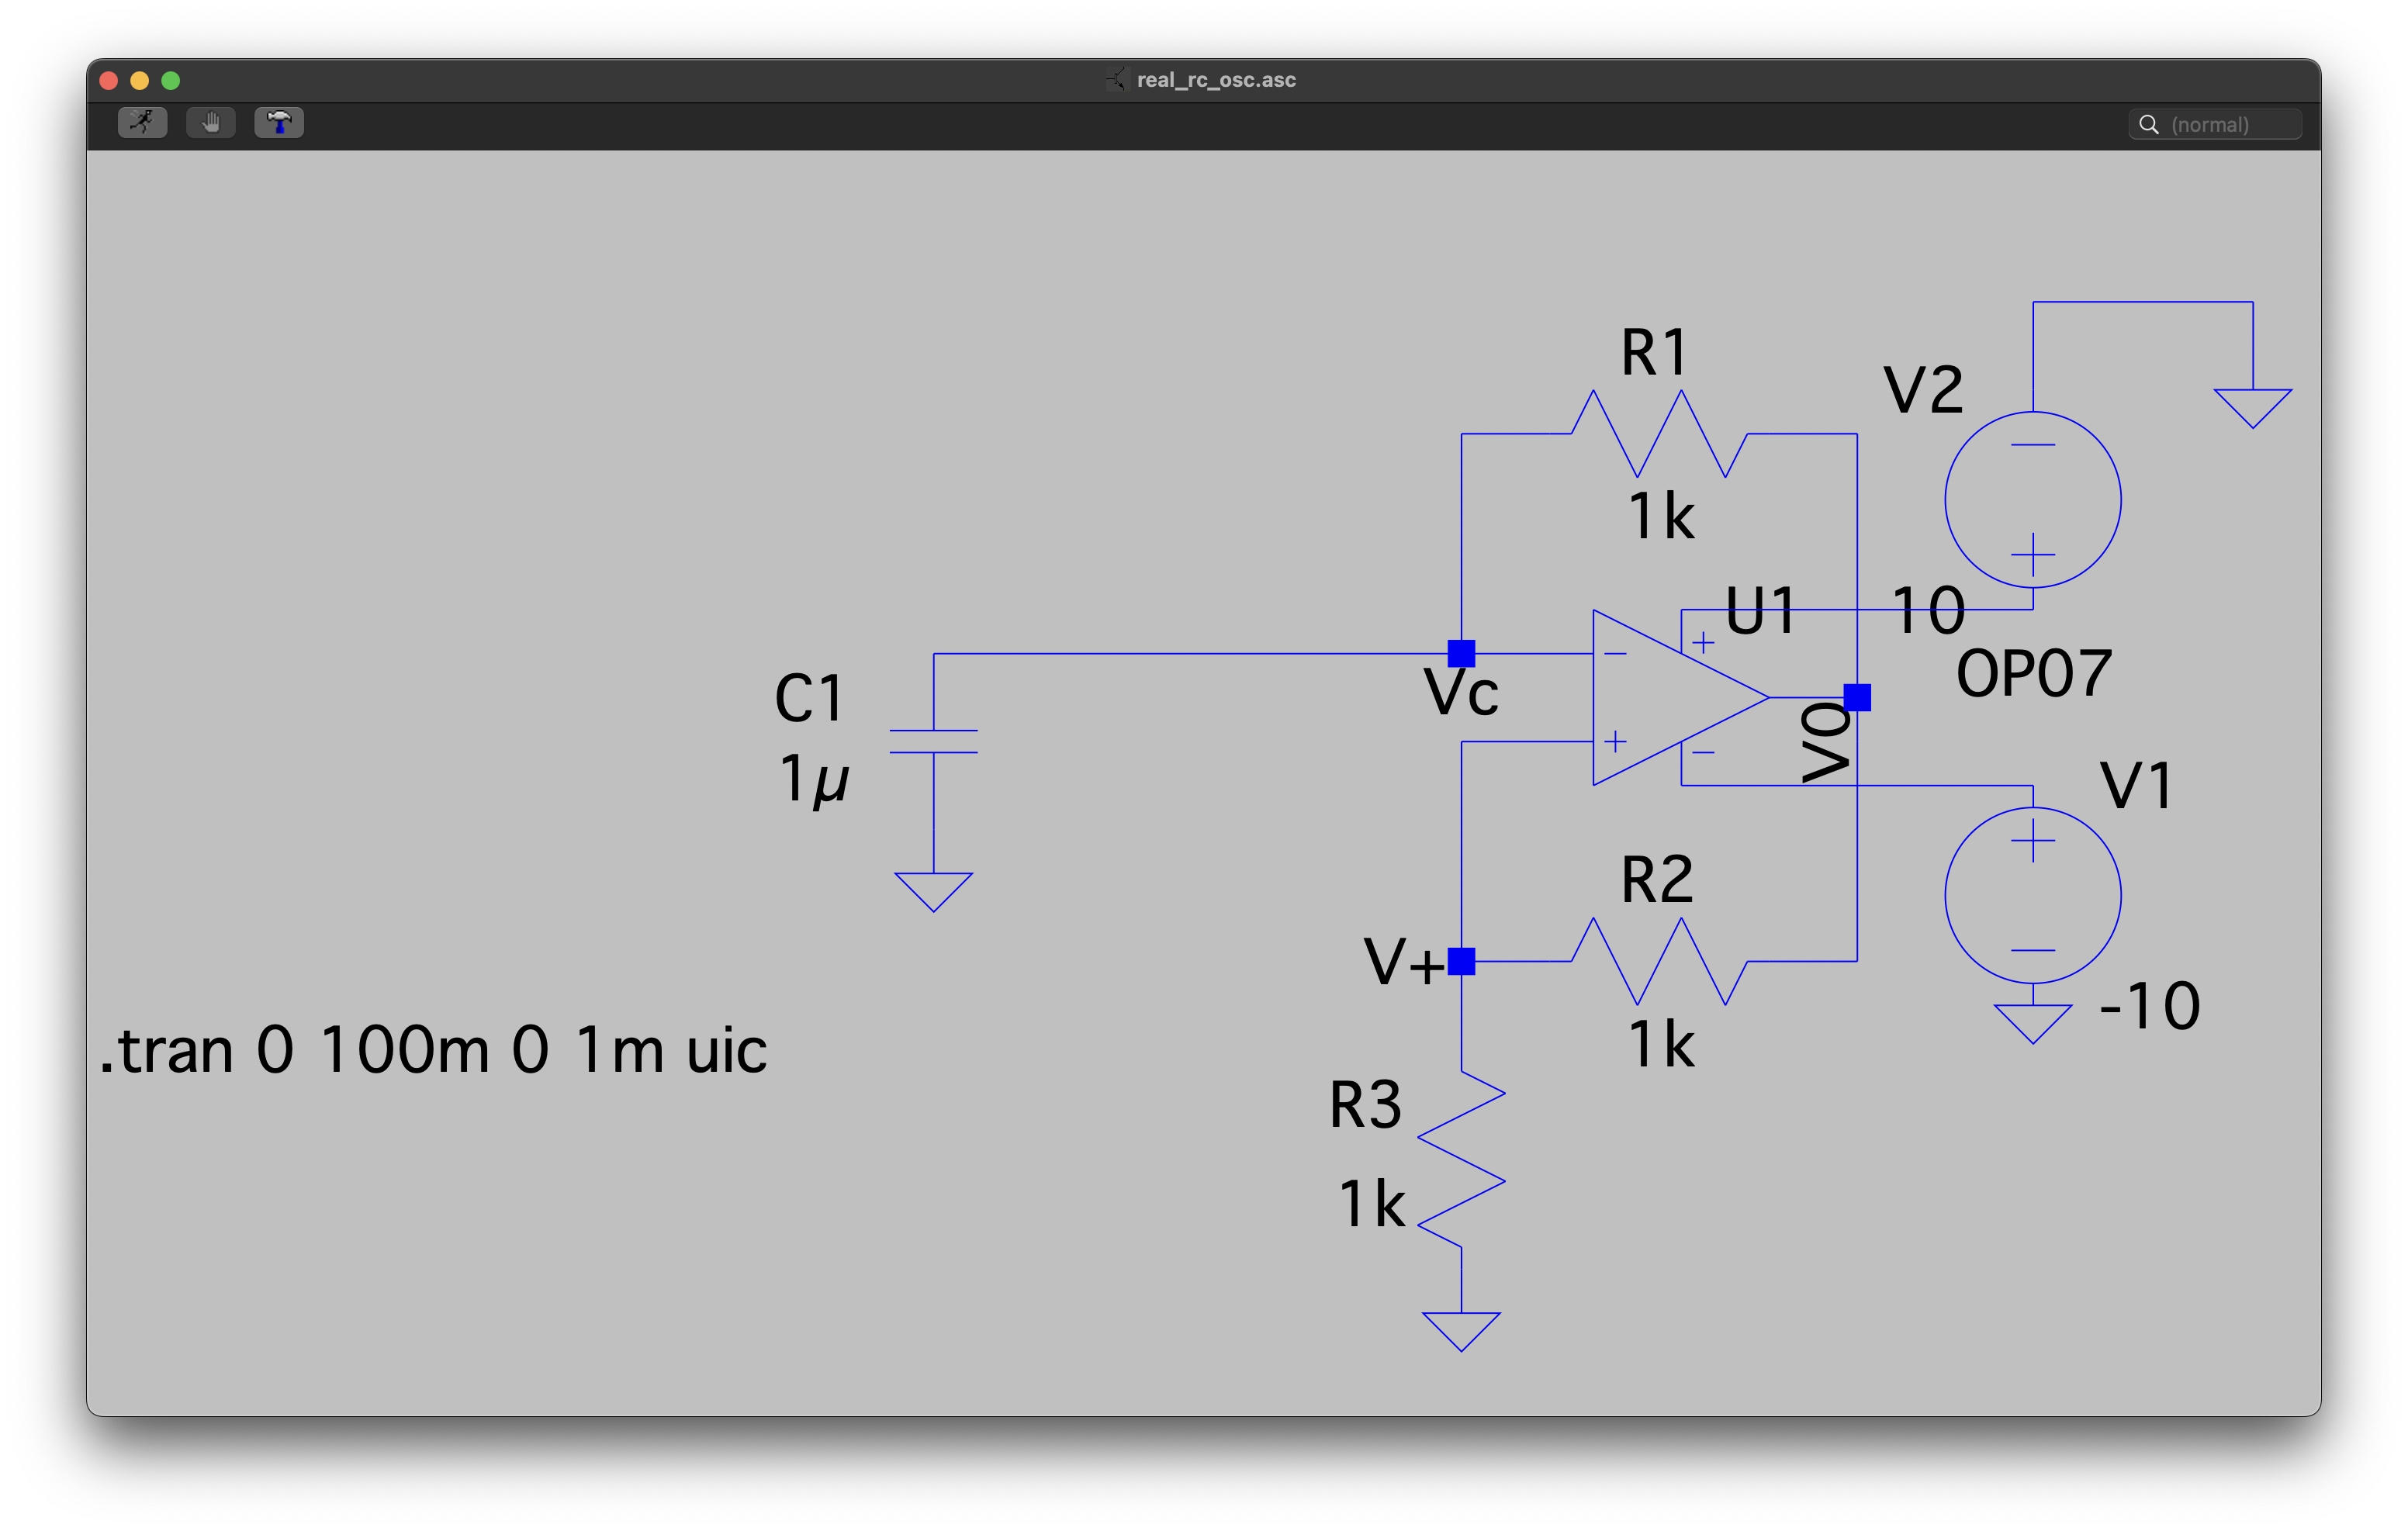 real_rc_osc.asc
(normal)
R1
1k
V2
10
U1
OP07
C1
1µ
Vc
V0
V1
-10
R2
1k
V+
R3
1k
.tran 0 100m 0 1m uic